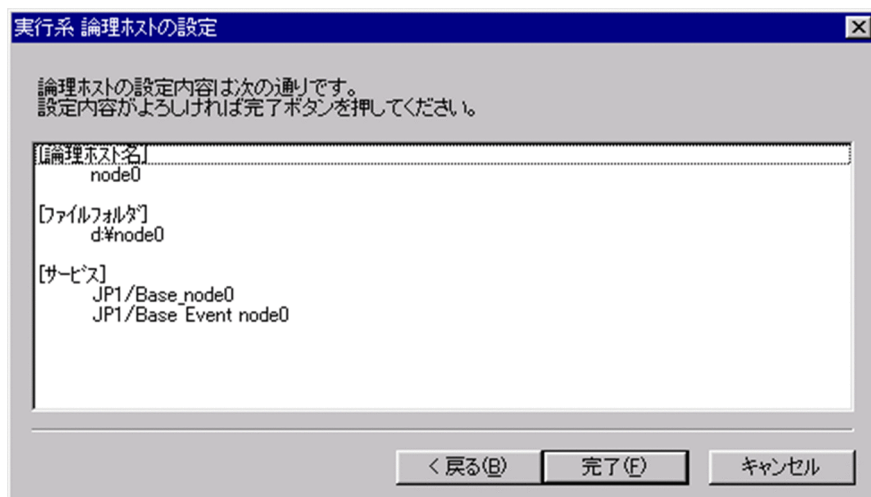 実行系 論理ホストの設定
論理ホストの設定内容は次の通りです。
設定内容がよろしければ完了ボタンを押してください。
[論理ホスト名]
node0
[ファイルフォルダ]
d:¥node0
[サービス]
JP1/Base_node0
JP1/Base Event node0
< 戻る(B)
完了(F)
キャンセル